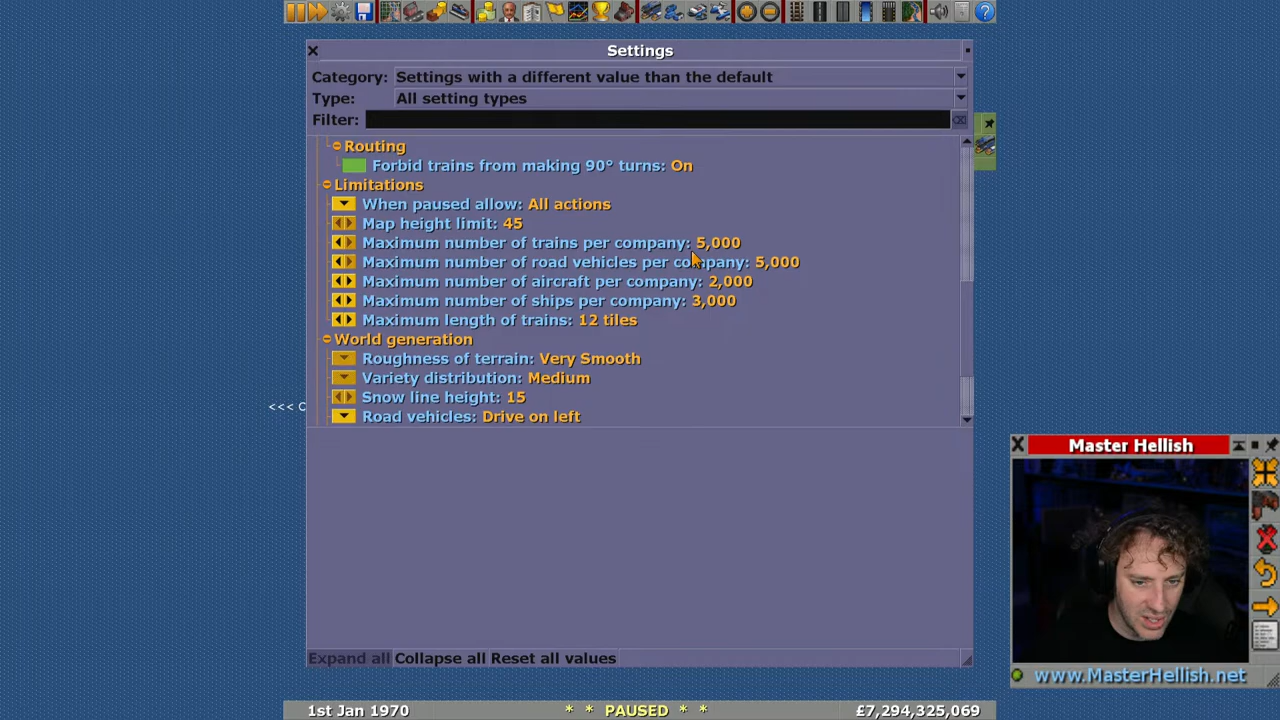 Settings
Category: Settings with a different value than the default
Type: All setting types
Filter:
Routing
Forbid trains from making 90° turns: On
Limitations
When paused allow: All actions
Map height limit: 45
Maximum number of trains per company: 5,000
Maximum number of road vehicles per company: 5,000
Maximum number of aircraft per company: 2,000
Maximum number of ships per company: 3,000
Maximum length of trains: 12 tiles
World generation
Roughness of terrain: Very Smooth
Variety distribution: Medium
Snow line height: 15
<<< C
Road vehicles: Drive on left
Master Hellish
Expand all Collapse all Reset all values
www.MasterHellish.net
1st Jan 1970 * * PAUSED * * £7,294,325,069